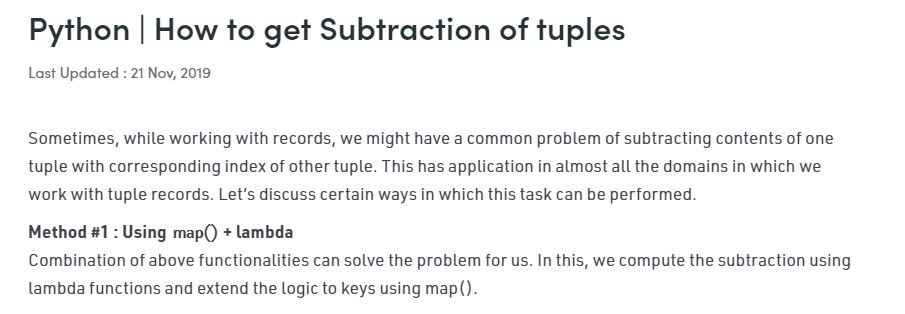 Python | How to get Subtraction of tuples
Last Updated : 21 Nov, 2019
Sometimes, while working with records, we might have a common problem of subtracting contents of one
tuple with corresponding index of other tuple. This has application in almost all the domains in which we
work with tuple records. Let’s discuss certain ways in which this task can be performed.
Method #1 : Using map() + lambda
Combination of above functionalities can solve the problem for us. In this, we compute the subtraction using
lambda functions and extend the logic to keys using map().